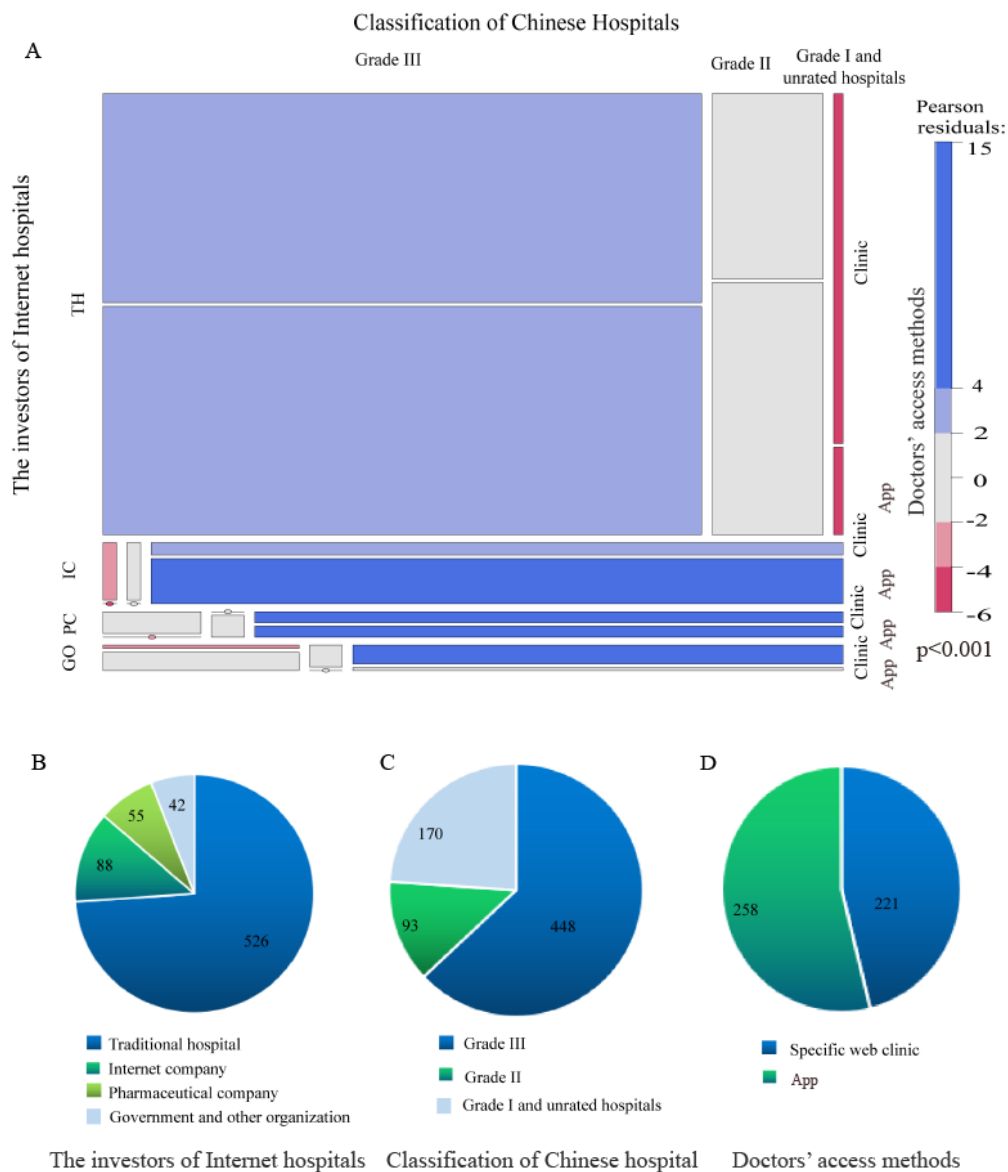 Classification of Chinese Hospitals
A
Grade III
Grade II
Grade I and
unrated hospitals
The investors of Internet hospitals
TH
IC
PC
GO
Clinic
App
Clinic
App
Clinic
App
Clinic
App
Doctors' access methods
Pearson
residuals:
15
4
2
0
-2
-4
-6
p<0.001
B
42
55
88
526
Traditional hospital
Internet company
Pharmaceutical company
Government and other organization
The investors of Internet hospitals
C
170
93
448
Grade III
Grade II
Grade I and unrated hospitals
Classification of Chinese hospital
D
258
221
Specific web clinic
App
Doctors' access methods